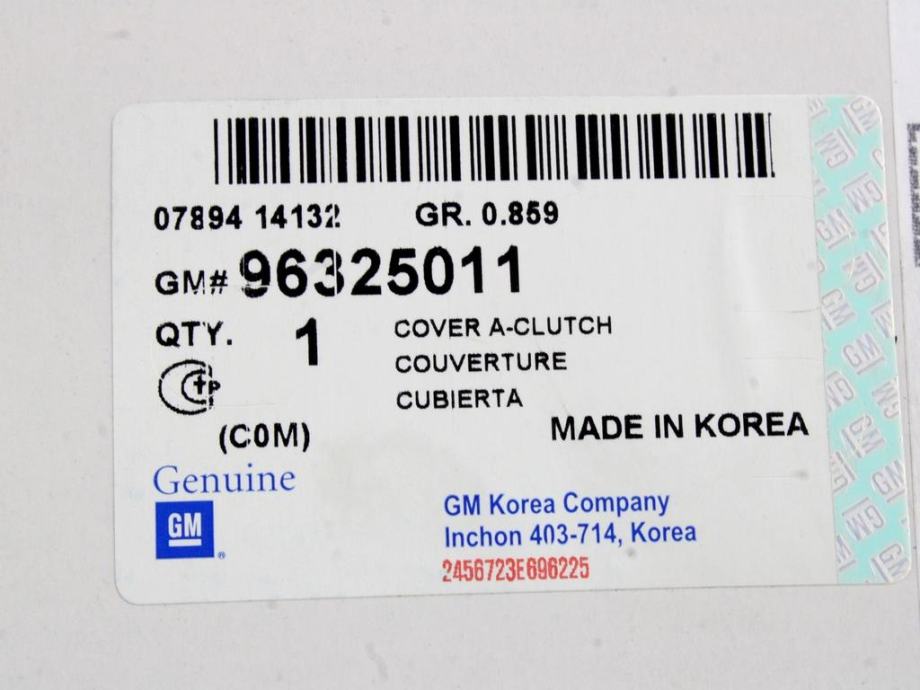 07894 14132 GR. 0.859
GM# 96325011
QTY. 1 COVER A-CLUTCH
COUVERTURE
CUBIERTA
(C0M) MADE IN KOREA
Genuine
GM
GM Korea Company
Inchon 403-714, Korea
2456723E696225